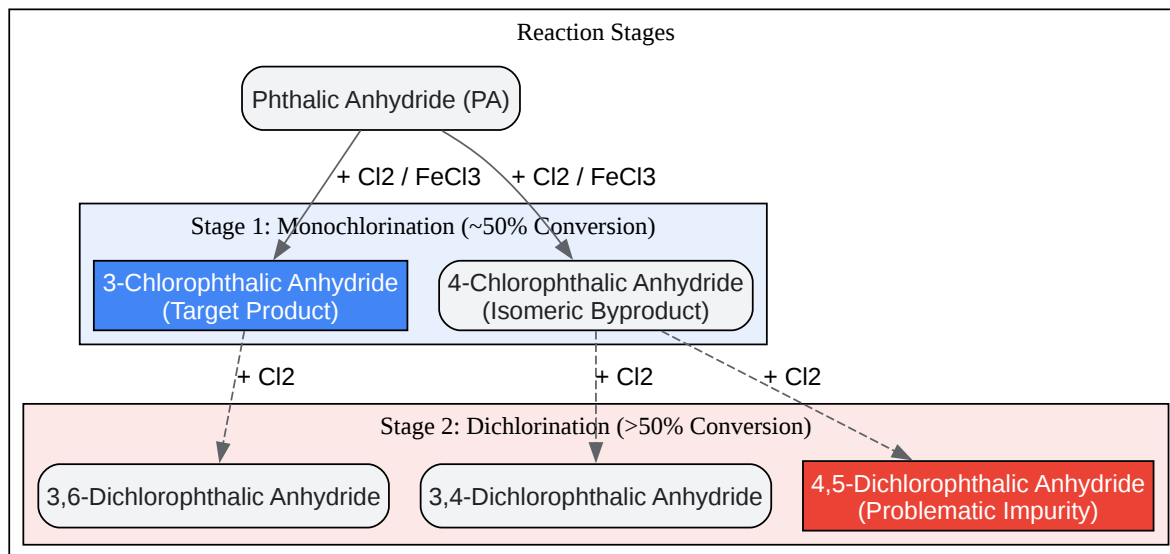 Reaction Stages
Phthalic Anhydride (PA)
+ Cl2 / FeCl3
+ Cl2 / FeCl3
Stage 1: Monochlorination (~50% Conversion)
3-Chlorophthalic Anhydride
(Target Product)
4-Chlorophthalic Anhydride
(Isomeric Byproduct)
+ Cl2
+ Cl2
+ Cl2
Stage 2: Dichlorination (>50% Conversion)
3,6-Dichlorophthalic Anhydride
3,4-Dichlorophthalic Anhydride
4,5-Dichlorophthalic Anhydride
(Problematic Impurity)